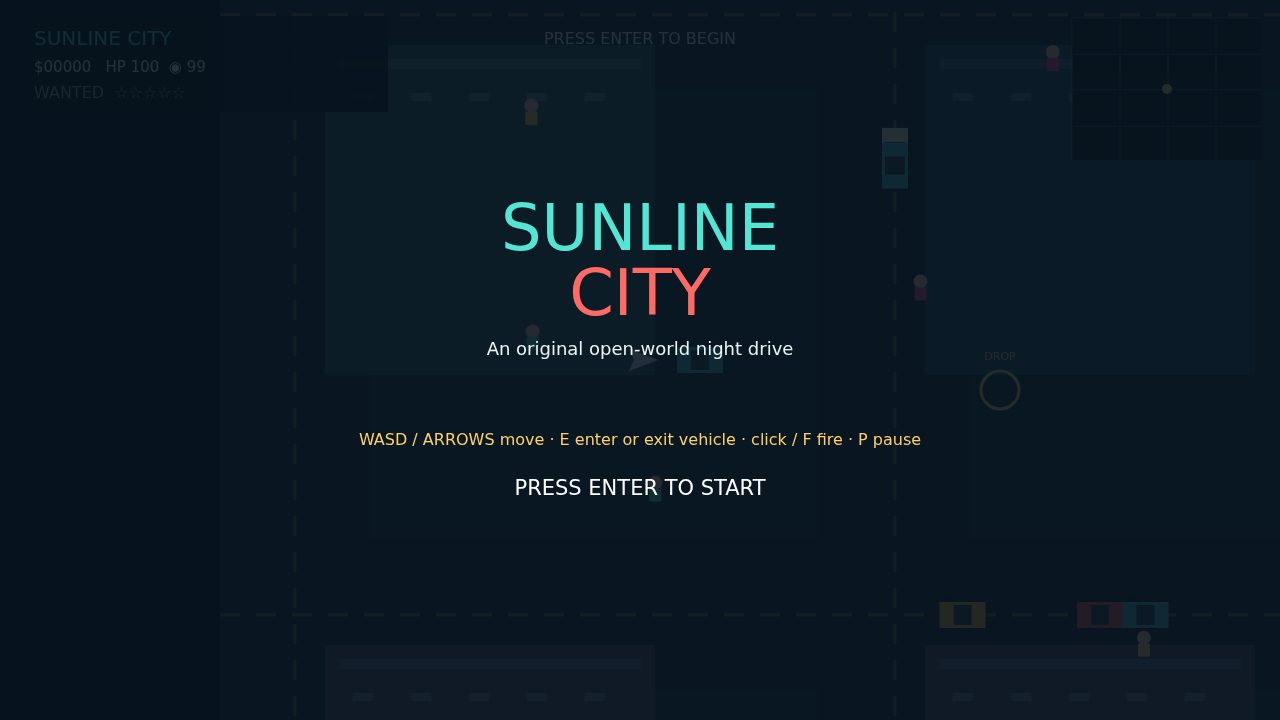 SUNLINE CITY
$00000 HP 100 ◉ 99
WANTED ☆☆☆☆☆
PRESS ENTER TO BEGIN
SUNLINE
CITY
An original open-world night drive
DROP
WASD / ARROWS move · E enter or exit vehicle · click / F fire · P pause
PRESS ENTER TO START